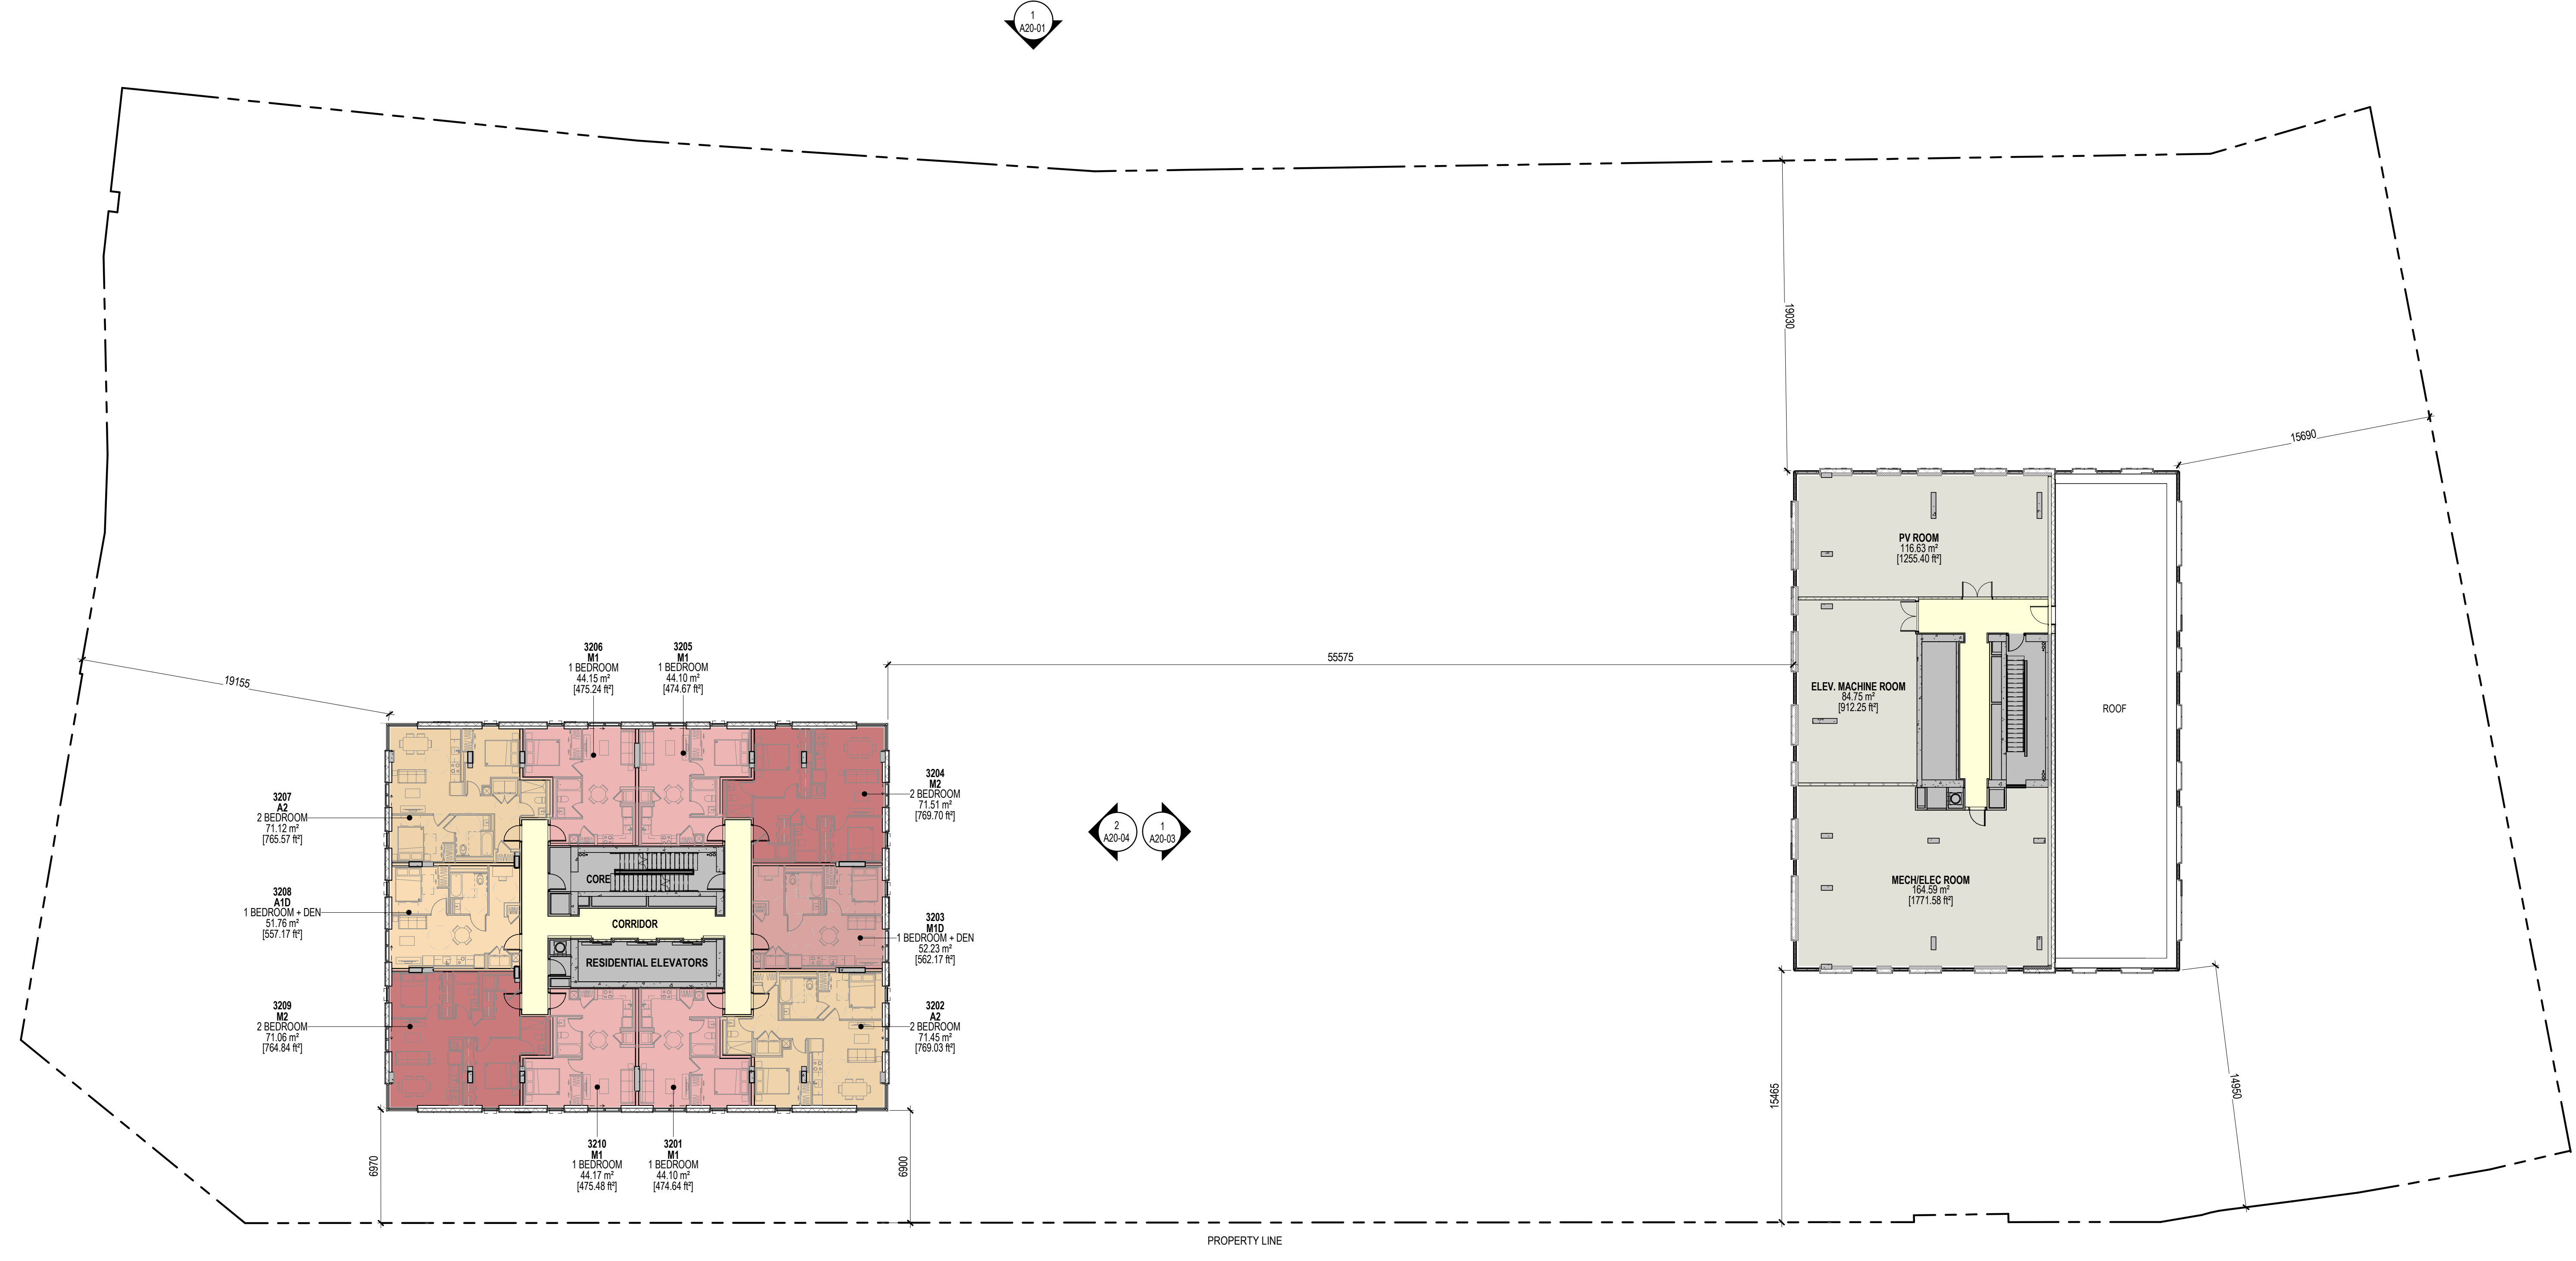 1
A20-01
19030
15690
PV ROOM
116.63 m²
[1255.40 ft²]
3206
M1
1 BEDROOM
44.15 m²
[475.24 ft²]
3205
M1
1 BEDROOM
44.10 m²
[474.67 ft²]
55575
19155
ELEV. MACHINE ROOM
84.75 m²
[912.25 ft²]
ROOF
3207
A2
2 BEDROOM
71.12 m²
[765.57 ft²]
3204
M2
2 BEDROOM
71.51 m²
[769.70 ft²]
2
A20-04
1
A20-03
CORE
3208
A1D
1 BEDROOM + DEN
51.76 m²
[557.17 ft²]
CORRIDOR
3203
M1D
1 BEDROOM + DEN
52.23 m²
[562.17 ft²]
MECH/ELEC ROOM
164.59 m²
[1771.58 ft²]
RESIDENTIAL ELEVATORS
3209
M2
2 BEDROOM
71.06 m²
[764.84 ft²]
3202
A2
2 BEDROOM
71.45 m²
[769.03 ft²]
15465
14950
6970
3210
M1
1 BEDROOM
44.17 m²
[475.48 ft²]
3201
M1
1 BEDROOM
44.10 m²
[474.64 ft²]
6900
PROPERTY LINE